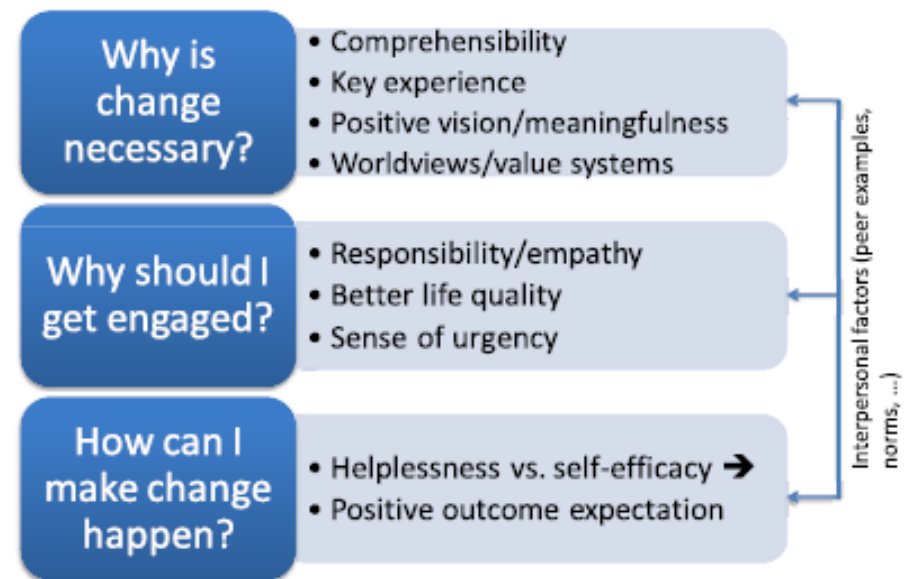 Why is
change
necessary?
• Comprehensibility
• Key experience
• Positive vision/meaningfulness
• Worldviews/value systems
Why should I
get engaged?
• Responsibility/empathy
• Better life quality
• Sense of urgency
How can I
make change
happen?
• Helplessness vs. self-efficacy ➔
• Positive outcome expectation
Interpersonal factors (peer examples,
norms, ...)